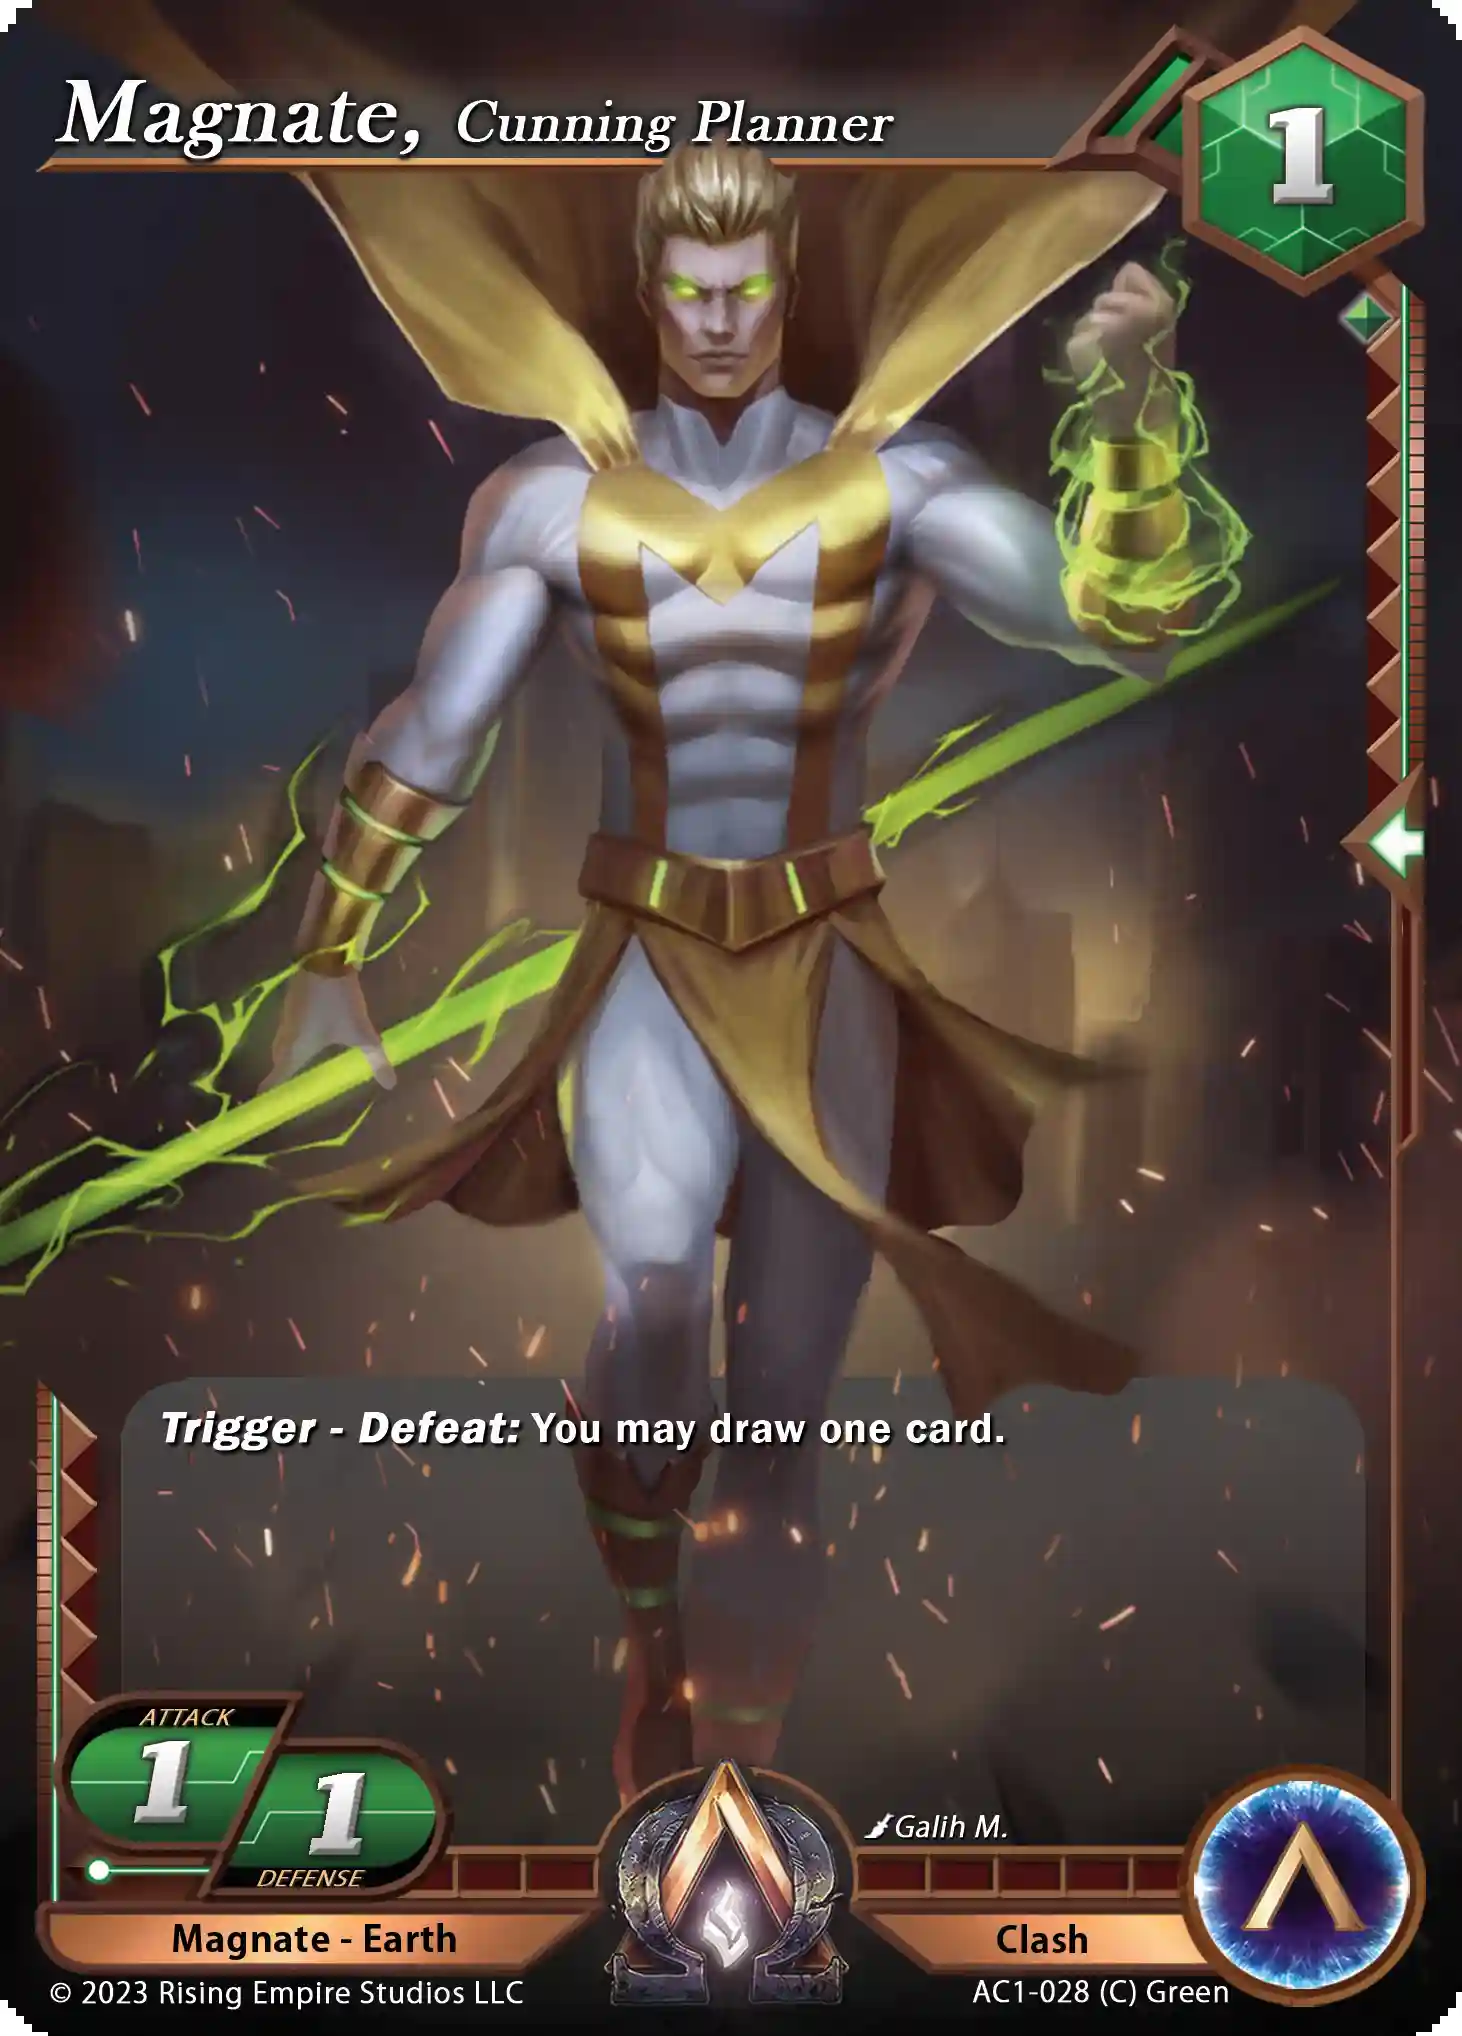 Magnate, Cunning Planner
1
Trigger - Defeat: You may draw one card.
ATTACK
1
1
DEFENSE
Galih M.
Magnate - Earth
Clash
© 2023 Rising Empire Studios LLC
AC1-028 (C) Green